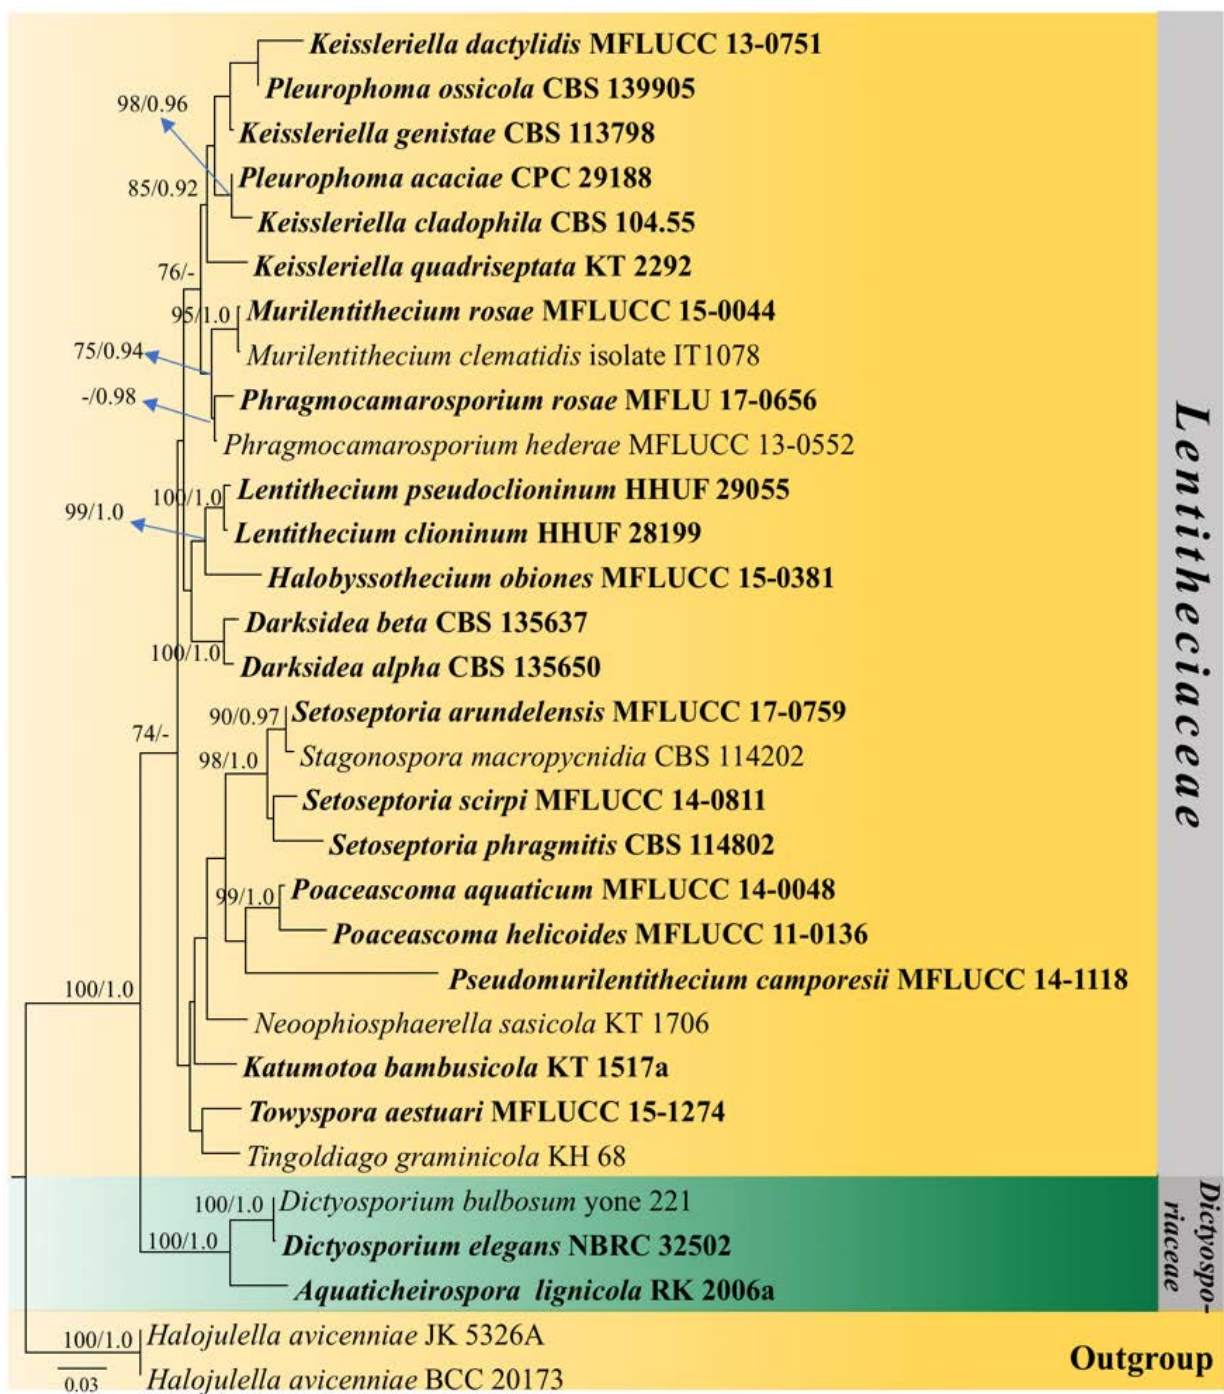 Keissleriella dactylidis MFLUCC 13-0751
Pleurophoma ossicola CBS 139905
98/0.96
Keissleriella genistae CBS 113798
Pleurophoma acaciae CPC 29188
85/0.92
Keissleriella cladophila CBS 104.55
Keissleriella quadriseptata KT 2292
76/-
Murilentithecium rosae MFLUCC 15-0044
95/1.0
Murilentithecium clematidis isolate IT1078
75/0.94
Phragmocamarosporium rosae MFLU 17-0656
-/0.98
Phragmocamarosporium hederae MFLUCC 13-0552
Lentithecium pseudoclioninum HHUF 29055
100/1.0
99/1.0
Lentithecium clioninum HHUF 28199
Halobyssothecium obiones MFLUCC 15-0381
Darksidea beta CBS 135637
100/1.0
Darksidea alpha CBS 135650
Setoseptoria arundelensis MFLUCC 17-0759
90/0.97
74/-
Stagonospora macropycnidia CBS 114202
98/1.0
Setoseptoria scirpi MFLUCC 14-0811
Setoseptoria phragmitis CBS 114802
Poaceascoma aquaticum MFLUCC 14-0048
99/1.0
Poaceascoma helicoides MFLUCC 11-0136
Pseudomurilentithecium camporesii MFLUCC 14-1118
100/1.0
Neoophiosphaerella sasicola KT 1706
Katumotoa bambusicola KT 1517a
Towyspora aestuari MFLUCC 15-1274
Tingoldiago graminicola KH 68
Lentitheciaceae
100/1.0
Dictyosporium bulbosum yone 221
100/1.0
Dictyosporium elegans NBRC 32502
Aquaticheirospora lignicola RK 2006a
Dictyospo-
riaceae
100/1.0
Halojulella avicenniae JK 5326A
Outgroup
0.03
Halojulella avicenniae BCC 20173